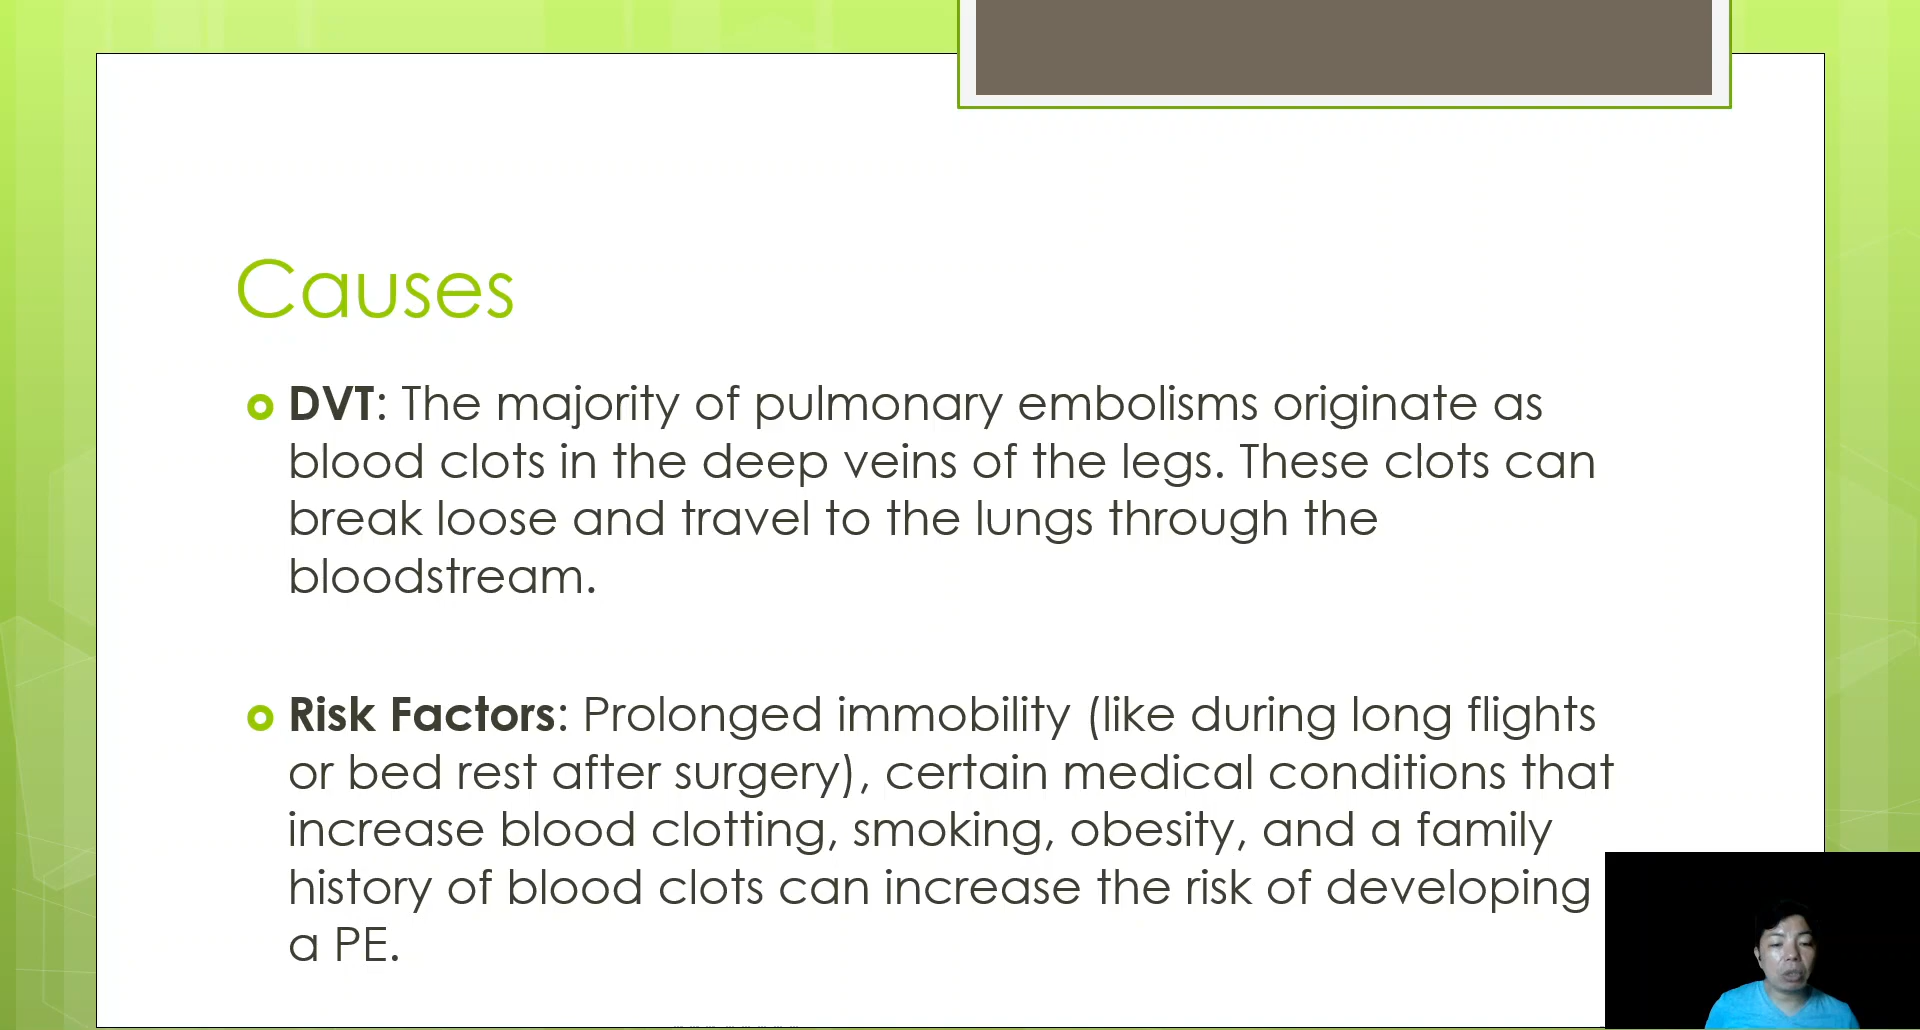 Causes
DVT: The majority of pulmonary embolisms originate as
blood clots in the deep veins of the legs. These clots can
break loose and travel to the lungs through the
bloodstream.
Risk Factors: Prolonged immobility (like during long flights
or bed rest after surgery), certain medical conditions that
increase blood clotting, smoking, obesity, and a family
history of blood clots can increase the risk of developing
a PE.